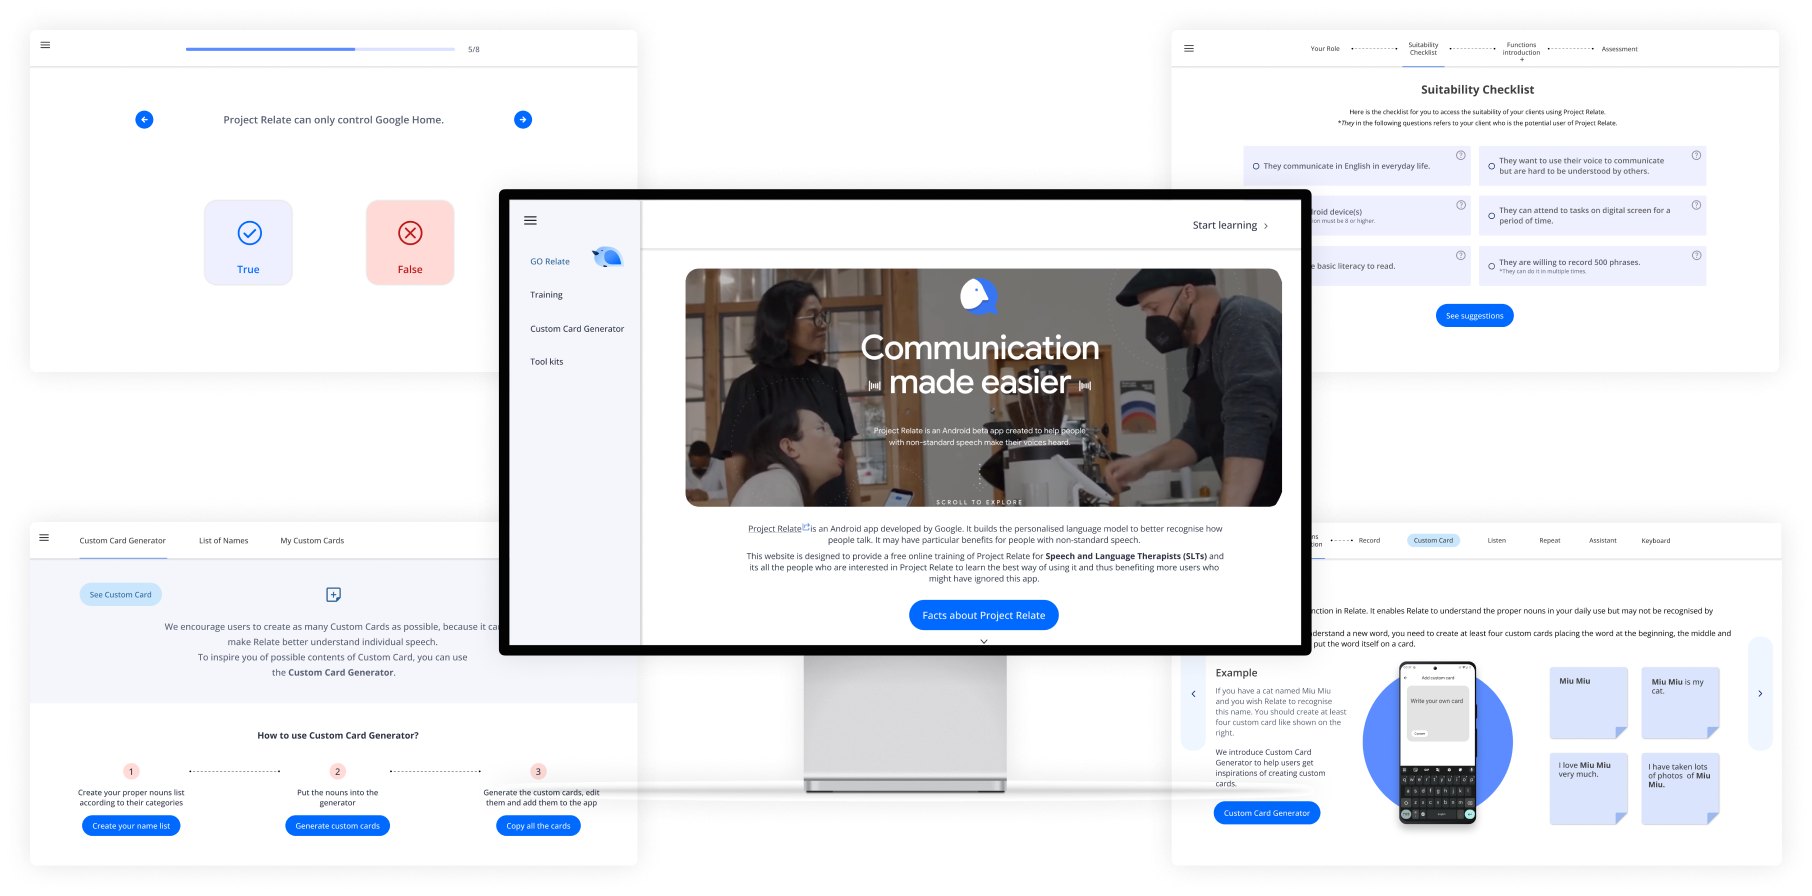 5/8
Project Relate can only control Google Home.
True
False
Your Role
Suitability
Checklist
Functions
introduction
+
Assessment
Suitability Checklist
Here is the checklist for you to access the suitability of your clients using Project Relate.
*They in the following questions refers to your client who is the potential user of Project Relate.
They communicate in English in everyday life.
They want to use their voice to communicate
but are hard to be understood by others.
device(s)
must be 8 or higher.
They can attend to tasks on digital screen for a
period of time.
basic literacy to read.
They are willing to record 500 phrases.
*They can do it in multiple times.
See suggestions
Start learning
GO Relate
Training
Custom Card Generator
Tool kits
Communication
made easier
Project Relate is an Android beta app created to help people
with non-standard speech make their voices heard.
SCROLL TO EXPLORE
Project Relate is an Android app developed by Google. It builds the personalised language model to better recognise how
people talk. It may have particular benefits for people with non-standard speech.
This website is designed to provide a free online training of Project Relate for Speech and Language Therapists (SLTs) and
its all the people who are interested in Project Relate to learn the best way of using it and thus benefiting more users who
might have ignored this app.
Facts about Project Relate
Custom Card Generator
List of Names
My Custom Cards
See Custom Card
We encourage users to create as many Custom Cards as possible, because it
make Relate better understand individual speech.
To inspire you of possible contents of Custom Card, you can use
the Custom Card Generator.
How to use Custom Card Generator?
1
2
3
Create your proper nouns list
according to their categories
Put the nouns into the
generator
Generate the custom cards, edit
them and add them to the app
Create your name list
Generate custom cards
Copy all the cards
Record
Custom Card
Listen
Repeat
Assistant
Keyboard
in Relate. It enables Relate to understand the proper nouns in your daily use but may not be recognised by
a new word, you need to create at least four custom cards placing the word at the beginning, the middle and
put the word itself on a card.
Example
If you have a cat named Miu Miu
and you wish Relate to recognise
this name. You should create at least
four custom card like shown on the
right.
We introduce Custom Card
Generator to help users get
inspirations of creating custom
cards.
Custom Card Generator
Add custom card
Write your own card
Miu Miu
Miu Miu is my
cat.
I love Miu Miu
very much.
I have taken lots
of photos of Miu
Miu.